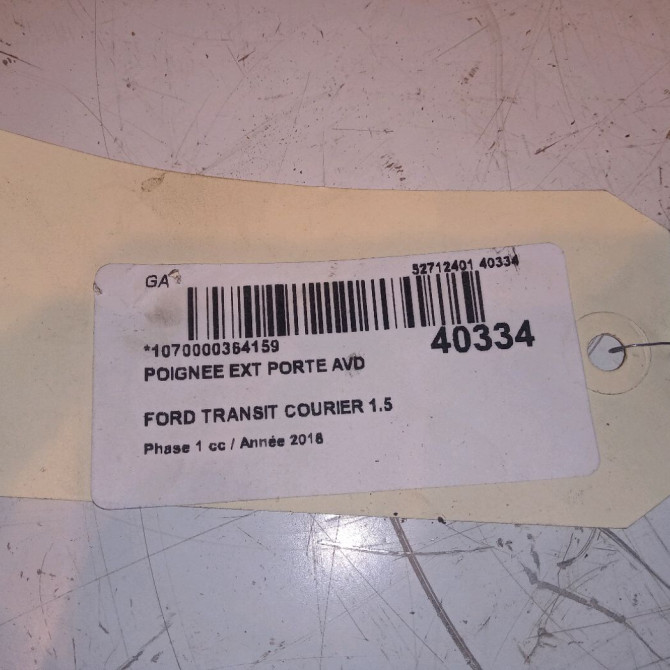 GA
52712401 40334
*1070000364159
40334
POIGNEE EXT PORTE AVD
FORD TRANSIT COURIER 1.5
Phase 1 cc / Année 2018